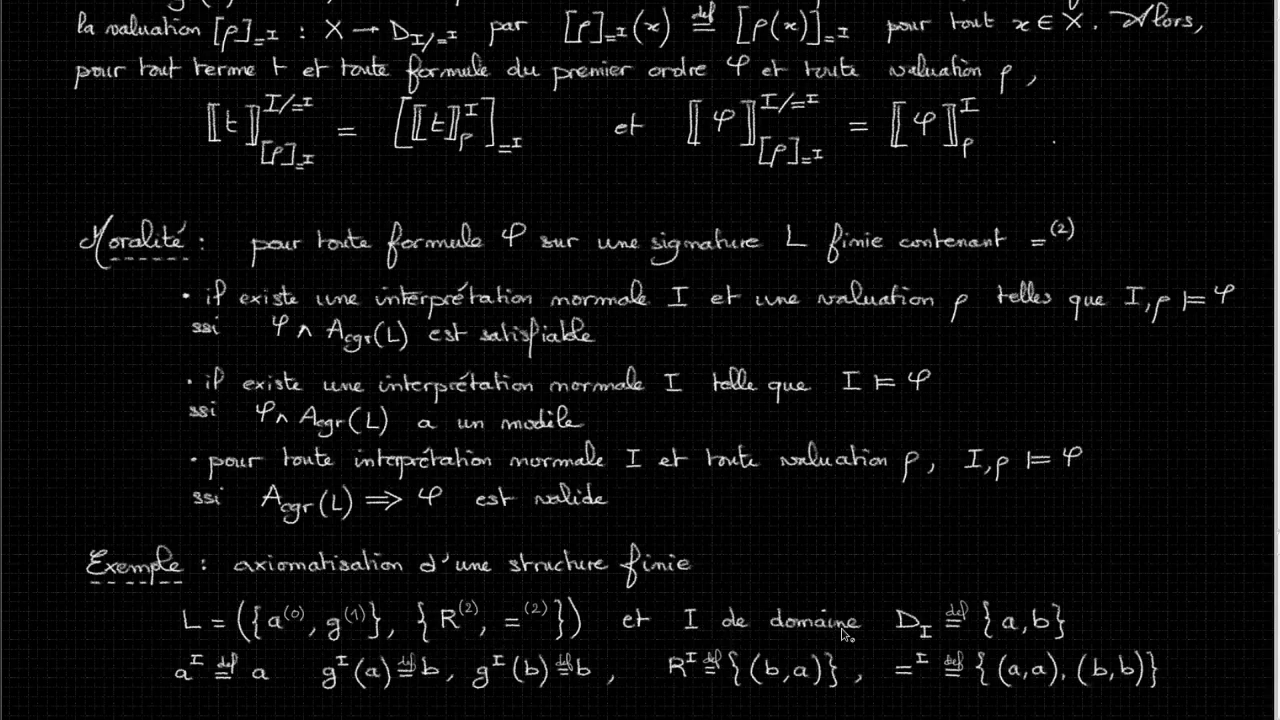 la valuation [ρ]_{=^I} : X → D_{I/=^I} par [ρ]_{=^I}(x) ≝ [ρ(x)]_{=^I} pour tout x ∈ X. Alors,
pour tout terme t et toute formule du premier ordre φ et toute valuation ρ,
⟦t⟧^{I/=^I}_{[ρ]_{=^I}} = [⟦t⟧^I_ρ]_{=^I} et ⟦φ⟧^{I/=^I}_{[ρ]_{=^I}} = ⟦φ⟧^I_ρ .
Moralité : pour toute formule φ sur une signature L finie contenant =^{(2)}
• il existe une interprétation normale I et une valuation ρ telles que I,ρ ⊨ φ
ssi φ ∧ A_{cgr}(L) est satisfiable
• il existe une interprétation normale I telle que I ⊨ φ
ssi φ ∧ A_{cgr}(L) a un modèle
• pour toute interprétation normale I et toute valuation ρ, I,ρ ⊨ φ
ssi A_{cgr}(L) ⟹ φ est valide
Exemple : axiomatisation d'une structure finie
L = ({a^{(0)}, g^{(1)}}, {R^{(2)}, =^{(2)}}) et I de domaine D_I ≝ {a,b}
a^I ≝ a g^I(a) ≝ b, g^I(b) ≝ b, R^I ≝ {(b,a)}, =^I ≝ {(a,a), (b,b)}